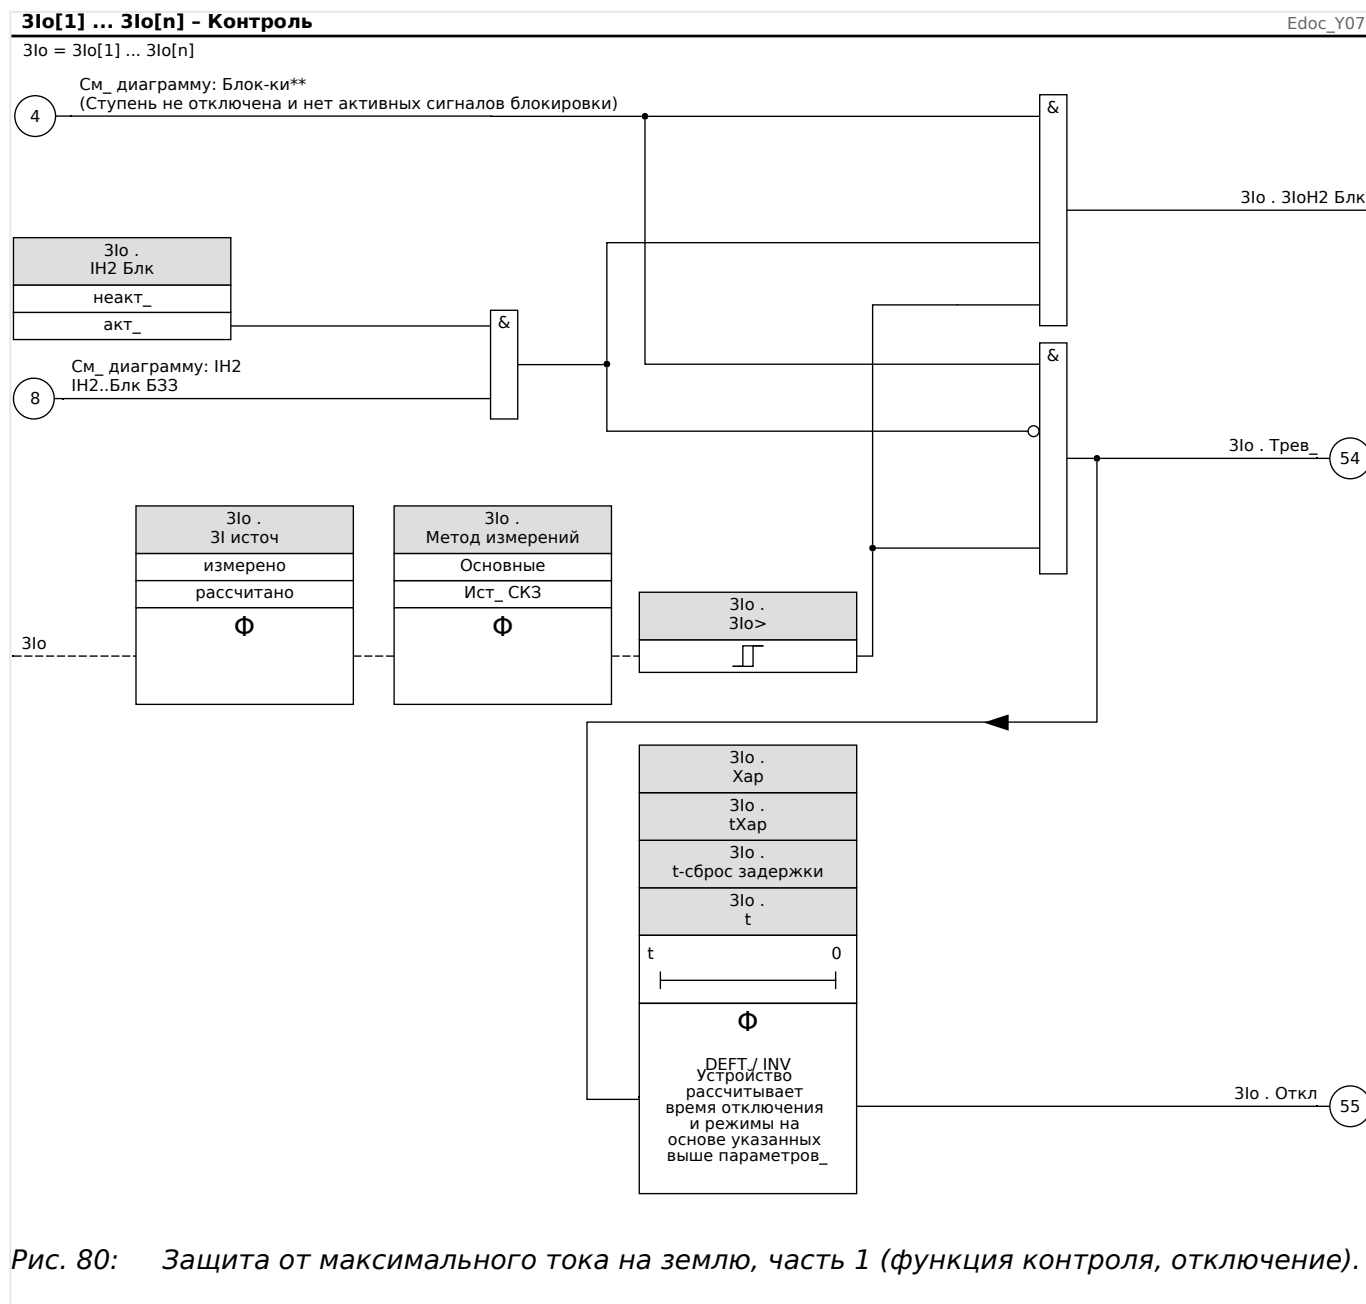 3Io[1] ... 3Io[n] – Контроль
Edoc_Y07
3Io = 3Io[1] ... 3Io[n]
См_ диаграмму: Блок-ки**
(Ступень не отключена и нет активных сигналов блокировки)
4
&
3Io . 3IoH2 Блк
3Io .
IH2 Блк
неакт_
акт_
&
&
См_ диаграмму: IH2
IH2..Блк БЗЗ
8
3Io . Трев_
54
3Io .
3I источ
измерено
рассчитано
Ф
3Io .
Метод измерений
Основные
Ист_ СКЗ
Ф
3Io .
3Io>
3Io
3Io .
Хар
3Io .
tХар
3Io .
t-сброс задержки
3Io .
t
t 0
Ф
DEFT / INV
Устройство
рассчитывает
время отключения
и режимы на
основе указанных
выше параметров_
3Io . Откл
55
Рис. 80: Защита от максимального тока на землю, часть 1 (функция контроля, отключение).